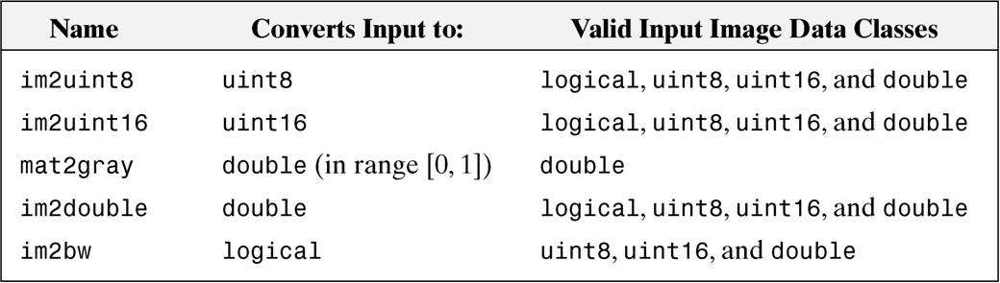 Name Converts Input to: Valid Input Image Data Classes
im2uint8 uint8 logical, uint8, uint16, and double
im2uint16 uint16 logical, uint8, uint16, and double
mat2gray double (in range [0, 1]) double
im2double double logical, uint8, uint16, and double
im2bw logical uint8, uint16, and double